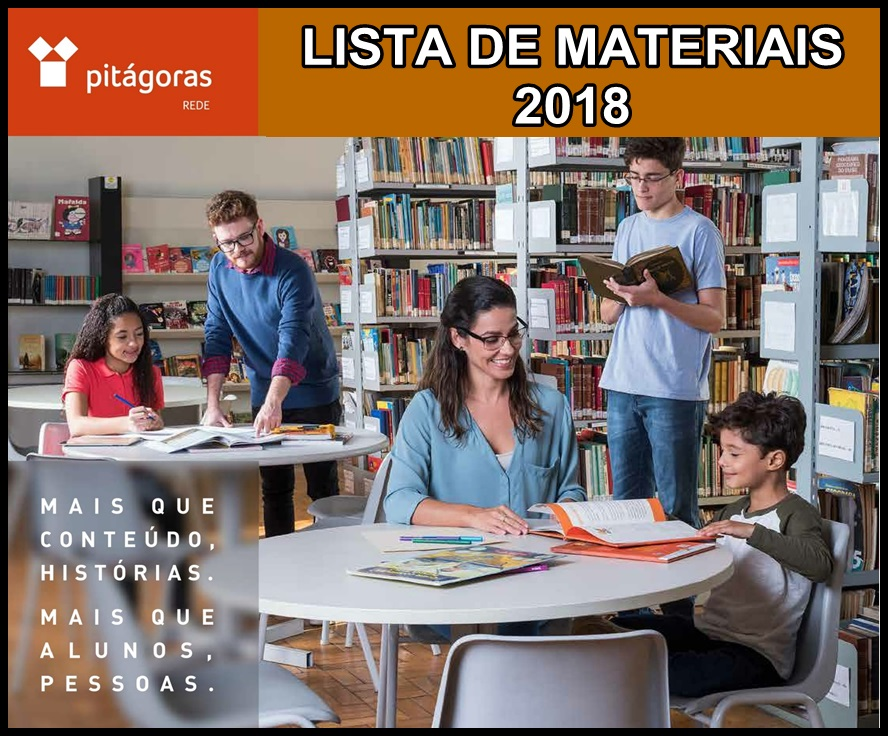 pitágoras
REDE
LISTA DE MATERIAIS
2018
Mafalda
MAIS QUE
CONTEÚDO,
HISTÓRIAS.
MAIS QUE
ALUNOS,
PESSOAS.